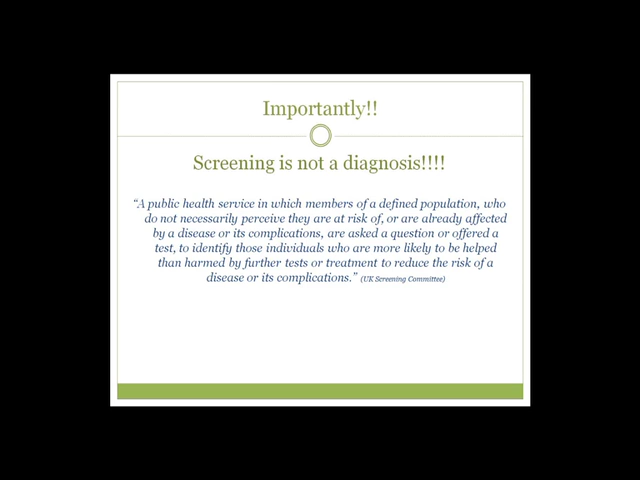 Importantly!!
Screening is not a diagnosis!!!!
“A public health service in which members of a defined population, who
do not necessarily perceive they are at risk of, or are already affected
by a disease or its complications, are asked a question or offered a
test, to identify those individuals who are more likely to be helped
than harmed by further tests or treatment to reduce the risk of a
disease or its complications.” (UK Screening Committee)